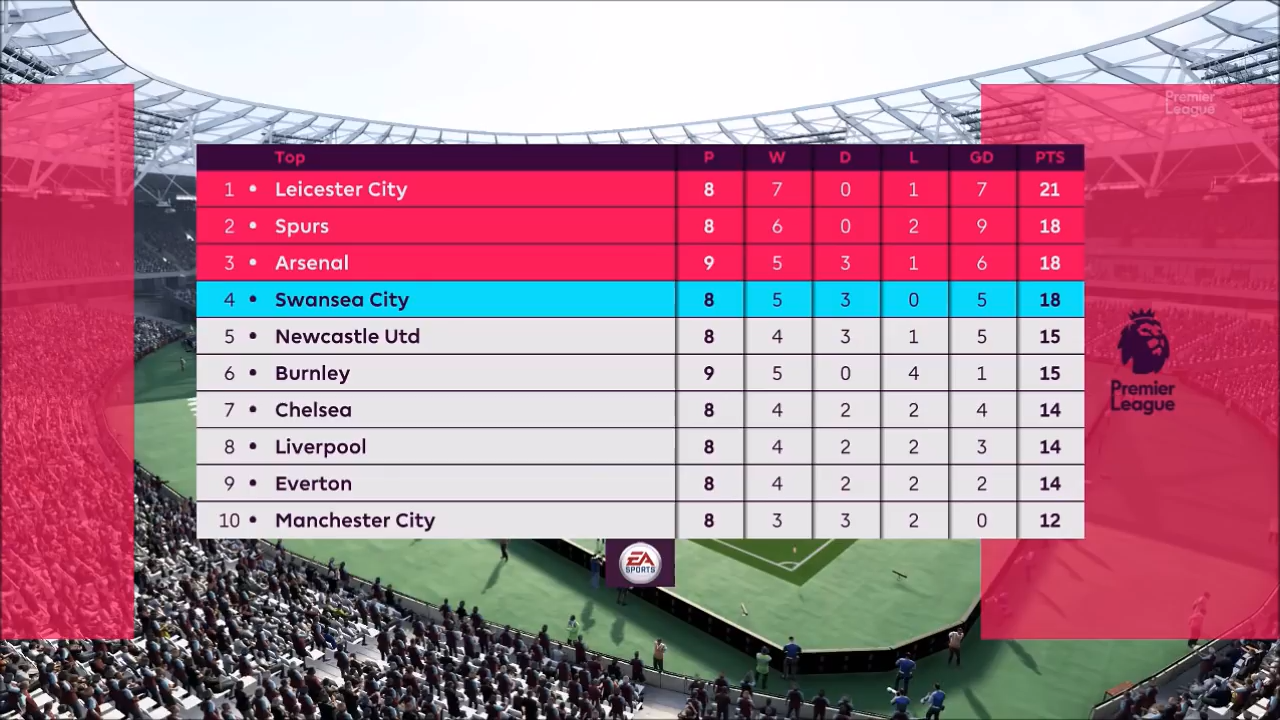 Premier League
Top P W D L GD PTS
1 • Leicester City 8 7 0 1 7 21
2 • Spurs 8 6 0 2 9 18
3 • Arsenal 9 5 3 1 6 18
4 • Swansea City 8 5 3 0 5 18
5 • Newcastle Utd 8 4 3 1 5 15
6 • Burnley 9 5 0 4 1 15
7 • Chelsea 8 4 2 2 4 14
8 • Liverpool 8 4 2 2 3 14
9 • Everton 8 4 2 2 2 14
10 • Manchester City 8 3 3 2 0 12
Premier
League
EA
SPORTS